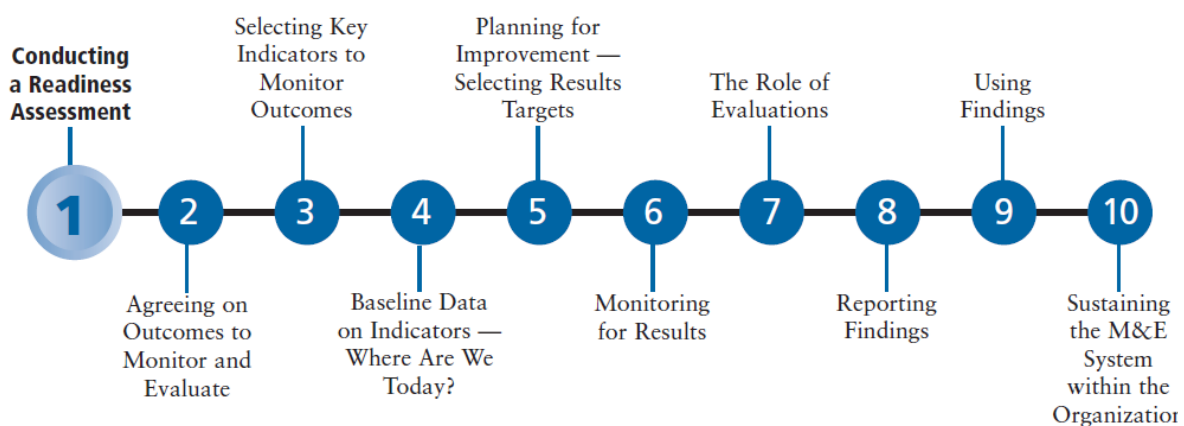 Conducting
a Readiness
Assessment
1
2
Agreeing on
Outcomes to
Monitor and
Evaluate
Selecting Key
Indicators to
Monitor
Outcomes
3
4
Baseline Data
on Indicators —
Where Are We
Today?
Planning for
Improvement —
Selecting Results
Targets
5
6
Monitoring
for Results
The Role of
Evaluations
7
8
Reporting
Findings
Using
Findings
9
10
Sustaining
the M&E
System
within the
Organization